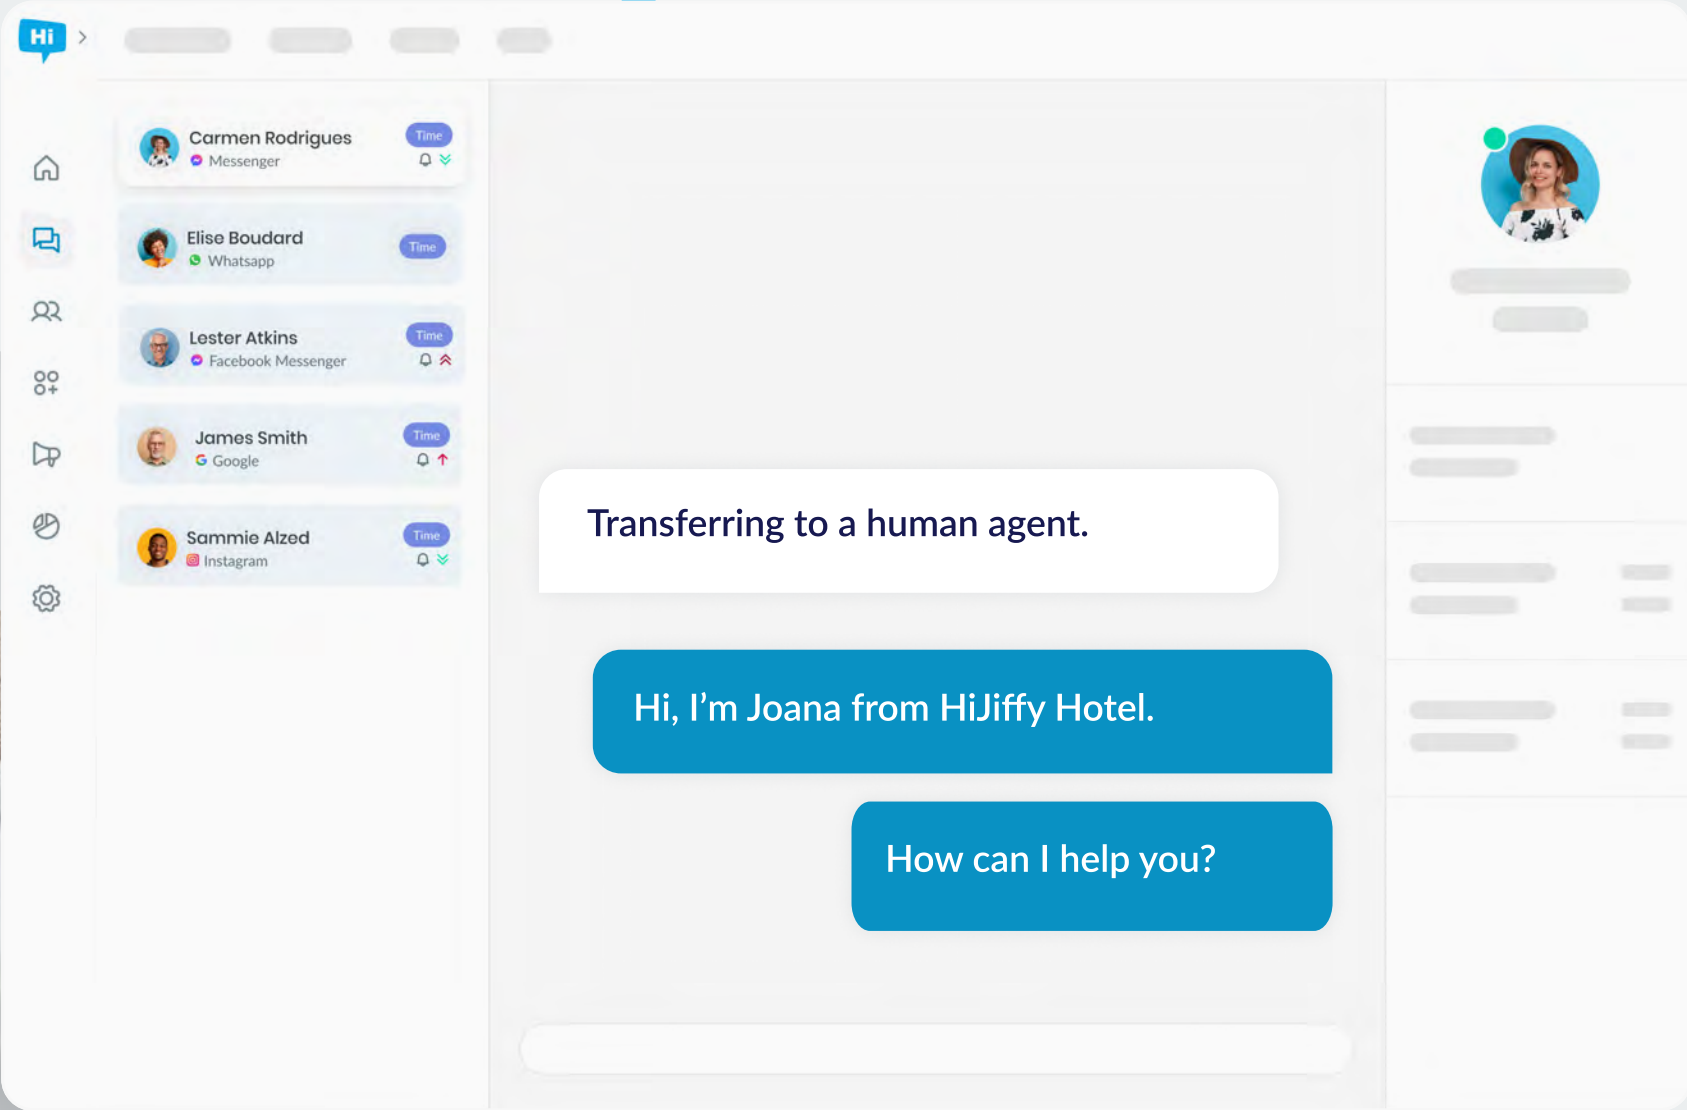 Hi
Carmen Rodrigues
Time
Messenger
Elise Boudard
Time
Whatsapp
Lester Atkins
Time
Facebook Messenger
James Smith
Time
Google
Sammie Alzed
Time
Instagram
Transferring to a human agent.
Hi, I’m Joana from HiJiffy Hotel.
How can I help you?